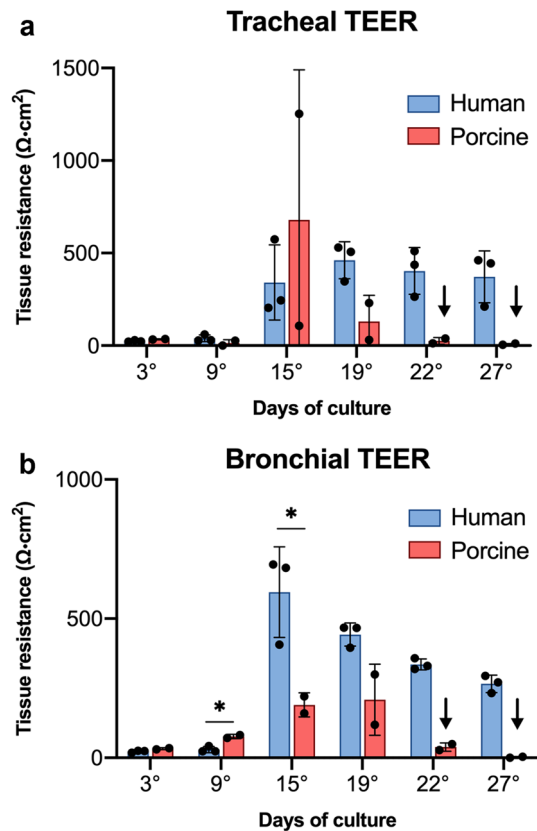 a
Tracheal TEER
Tissue resistance (Ω·cm²)
1500
1000
500
0
Human
Porcine
3° 9° 15° 19° 22° 27°
Days of culture
b
Bronchial TEER
Tissue resistance (Ω·cm²)
1000
500
0
*
*
Human
Porcine
3° 9° 15° 19° 22° 27°
Days of culture